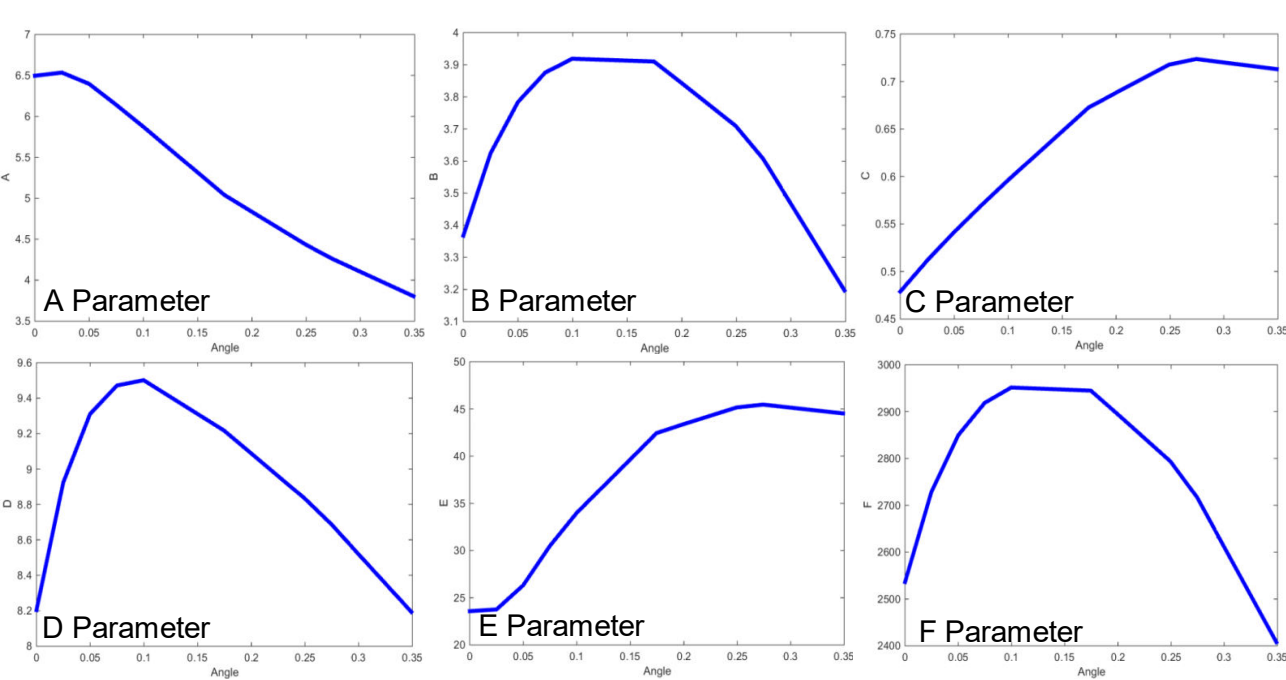 7
6.5
6
5.5
5
4.5
4
3.5
A
A Parameter
0 0.05 0.1 0.15 0.2 0.25 0.3 0.35
Angle
4
3.9
3.8
3.7
3.6
3.5
3.4
3.3
3.2
3.1
B
B Parameter
0 0.05 0.1 0.15 0.2 0.25 0.3 0.35
Angle
0.75
0.7
0.65
0.6
0.55
0.5
0.45
C
C Parameter
0 0.05 0.1 0.15 0.2 0.25 0.3 0.35
Angle
9.6
9.4
9.2
9
8.8
8.6
8.4
8.2
8
D
D Parameter
0 0.05 0.1 0.15 0.2 0.25 0.3 0.35
Angle
50
45
40
35
30
25
20
E
E Parameter
0 0.05 0.1 0.15 0.2 0.25 0.3 0.35
Angle
3000
2900
2800
2700
2600
2500
2400
F
F Parameter
0 0.05 0.1 0.15 0.2 0.25 0.3 0.35
Angle